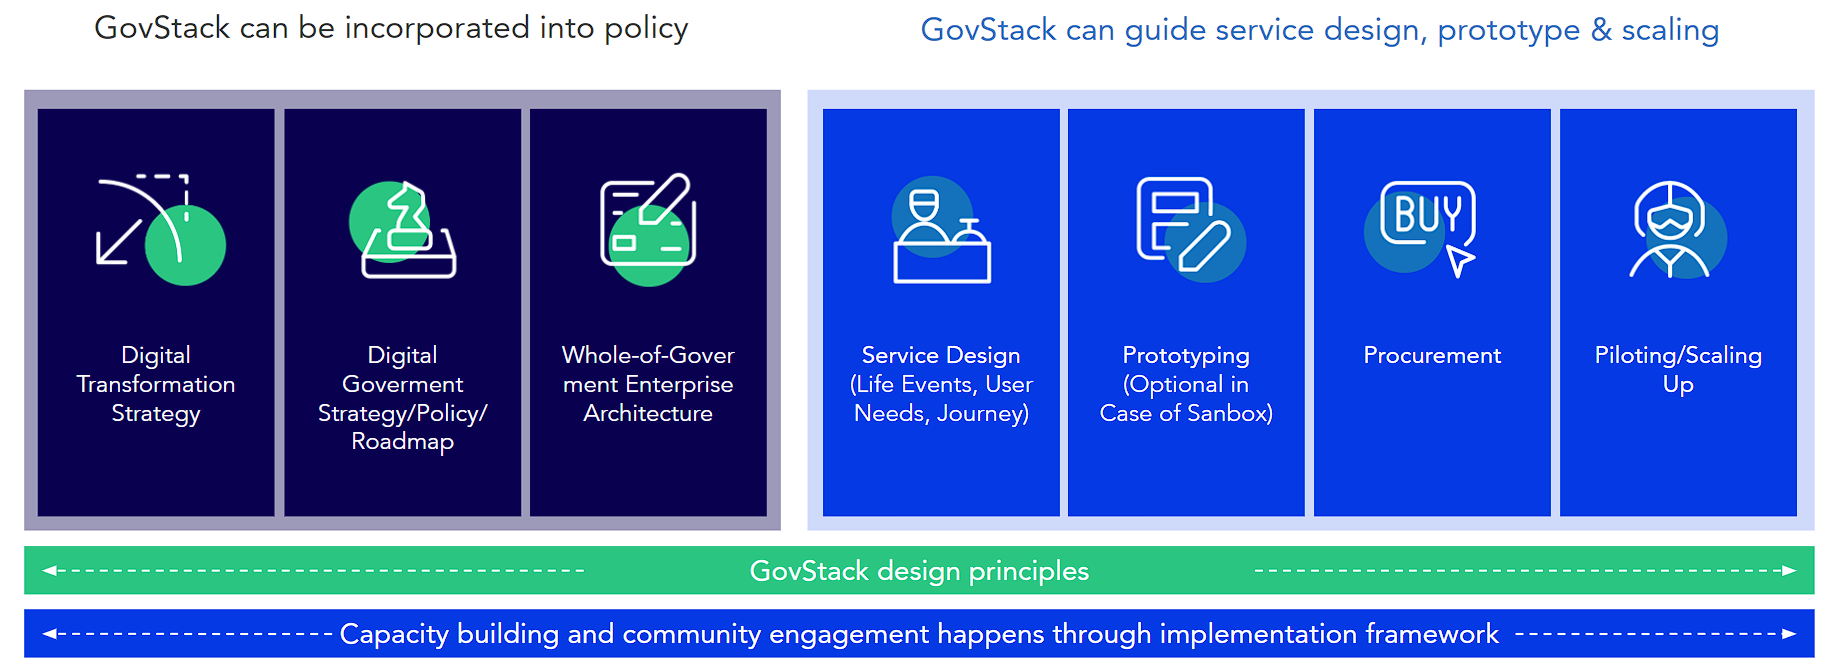 GovStack can be incorporated into policy
GovStack can guide service design, prototype & scaling
Digital
Transformation
Strategy
Digital
Goverment
Strategy/Policy/
Roadmap
Whole-of-Gover
ment Enterprise
Architecture
Service Design
(Life Events, User
Needs, Journey)
Prototyping
(Optional in
Case of Sanbox)
BUY
Procurement
Piloting/Scaling
Up
GovStack design principles
Capacity building and community engagement happens through implementation framework